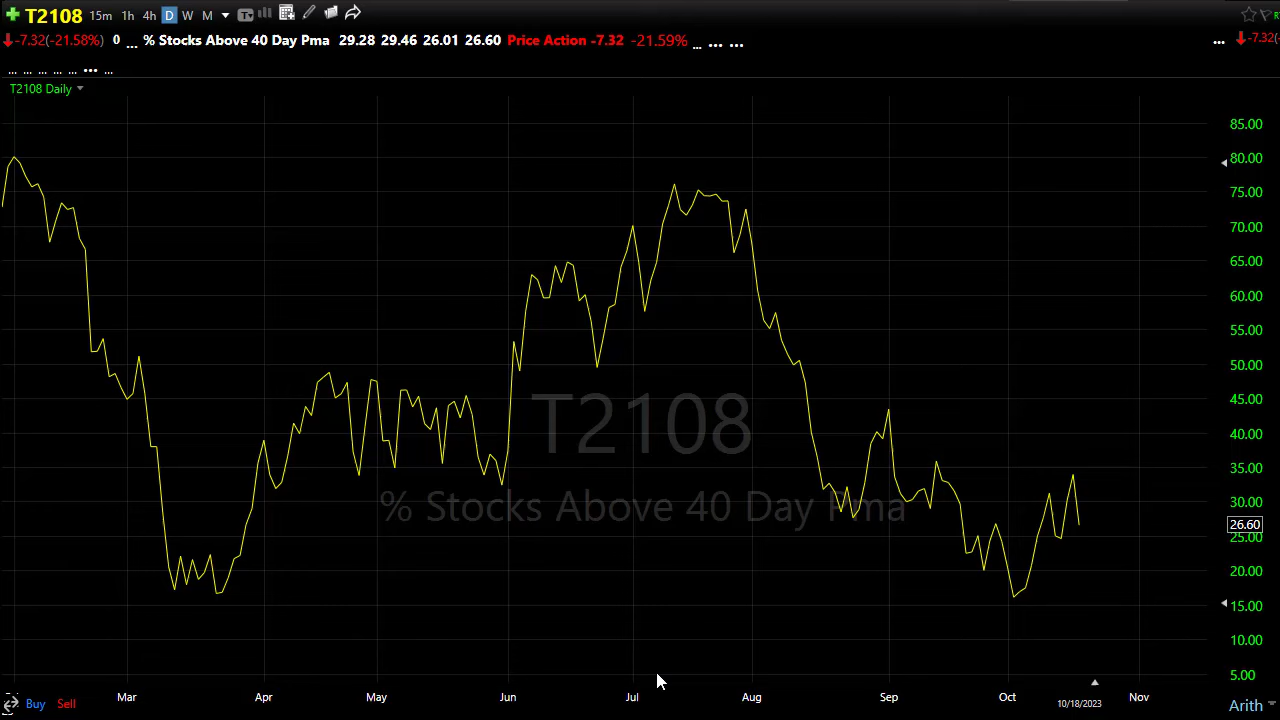 T2108 15m 1h 4h D W M
-7.32(-21.58%) 0 ... % Stocks Above 40 Day Pma 29.28 29.46 26.01 26.60 Price Action -7.32 -21.59% ... ... ... ... -7.32(-
... ... ... ... ... ... ...
T2108 Daily
85.00
80.00
75.00
70.00
65.00
60.00
55.00
50.00
45.00
40.00
35.00
30.00
26.60
25.00
20.00
15.00
10.00
5.00
T2108
% Stocks Above 40 Day Pma
Mar Apr May Jun Jul Aug Sep Oct Nov
10/18/2023
Buy Sell Arith